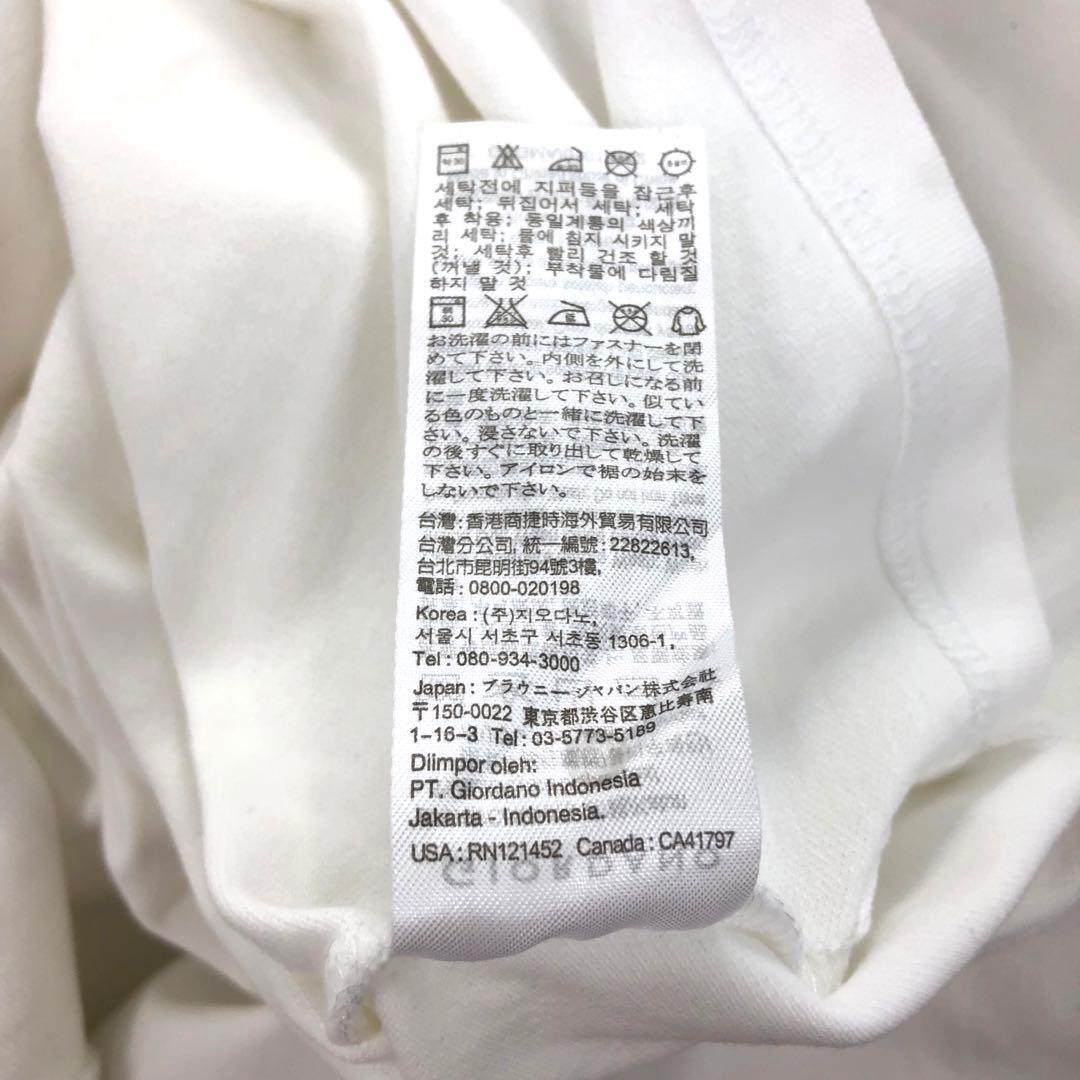 세탁전에 지퍼등을 잠근후
세탁; 뒤집어서 세탁; 세탁
후 착용; 동일계통의 색상끼
리 세탁; 물에 침지 시키지 말
것; 세탁후 빨리 건조 할 것
(꺼낼 것); 부착물에 다림질
하지 말 것
お洗濯の前にはファスナーを閉
めて下さい。内側を外にして洗
濯して下さい。お召しになる前
に一度洗濯して下さい。似てい
る色のものと一緒に洗濯して下
さい。浸さないで下さい。洗濯
の後すぐに取り出して乾燥して
下さい。アイロンで裾の始末を
しないで下さい。
台灣:香港商捷時海外貿易有限公司
台灣分公司, 統一編號:22822613,
台北市昆明街94號3樓,
電話:0800-020198
Korea : (주)지오다노,
서울시 서초구 서초동 1306-1,
Tel : 080-934-3000
Japan : ブラウニージャパン株式会社
〒150-0022 東京都渋谷区恵比寿南
1-16-3 Tel: 03-5773-5189
Diimpor oleh:
PT. Giordano Indonesia
Jakarta - Indonesia.
USA : RN121452 Canada : CA41797